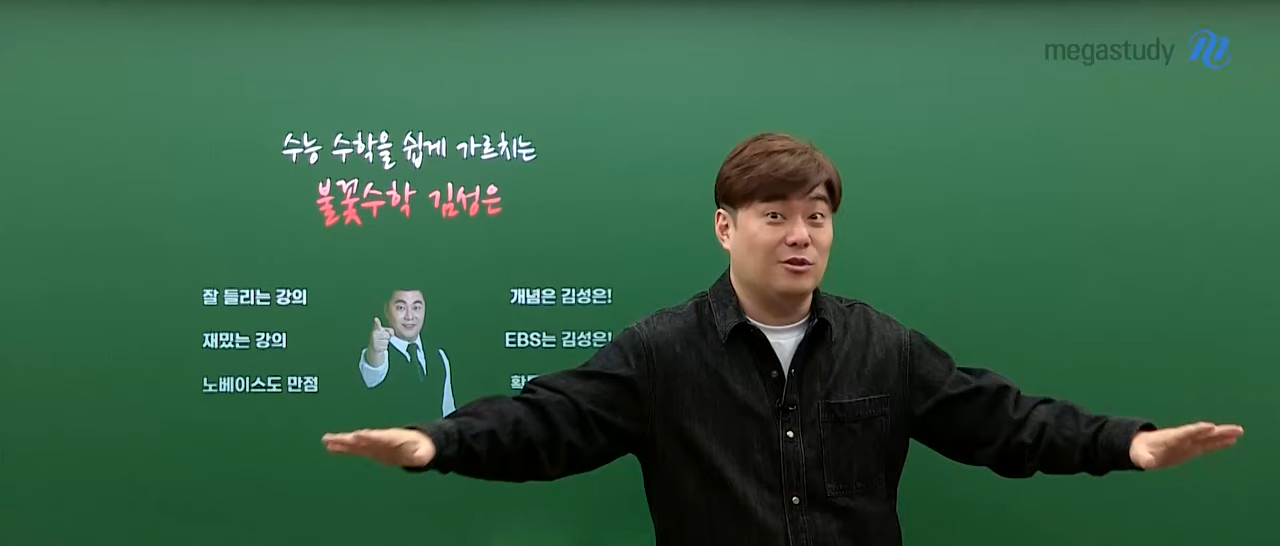 megastudy
수능 수학을 쉽게 가르치는
불꽃수학 김성은
잘 들리는 강의
재밌는 강의
노베이스도 만점
개념은 김성은!
EBS는 김성은!